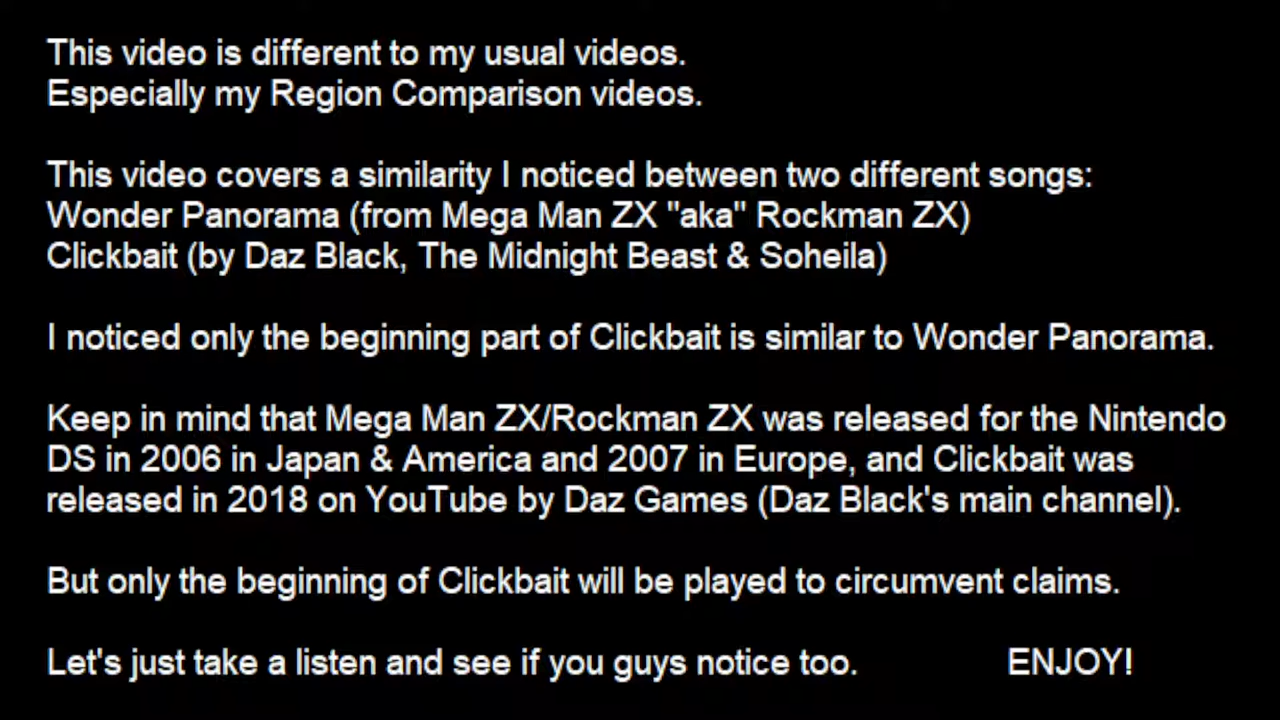 This video is different to my usual videos.
Especially my Region Comparison videos.
This video covers a similarity I noticed between two different songs:
Wonder Panorama (from Mega Man ZX "aka" Rockman ZX)
Clickbait (by Daz Black, The Midnight Beast & Soheila)
I noticed only the beginning part of Clickbait is similar to Wonder Panorama.
Keep in mind that Mega Man ZX/Rockman ZX was released for the Nintendo
DS in 2006 in Japan & America and 2007 in Europe, and Clickbait was
released in 2018 on YouTube by Daz Games (Daz Black's main channel).
But only the beginning of Clickbait will be played to circumvent claims.
Let's just take a listen and see if you guys notice too. ENJOY!